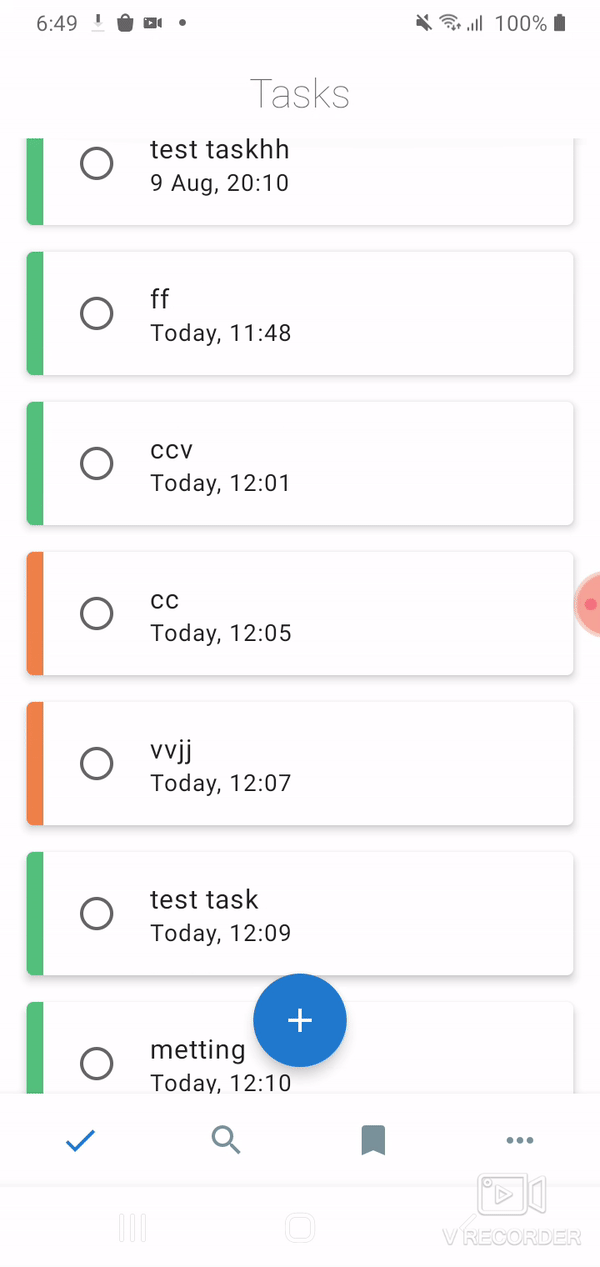 6:49
100%
Tasks
test taskhh
9 Aug, 20:10
ff
Today, 11:48
ccv
Today, 12:01
cc
Today, 12:05
vvjj
Today, 12:07
test task
Today, 12:09
metting
Today, 12:10
V RECORDER